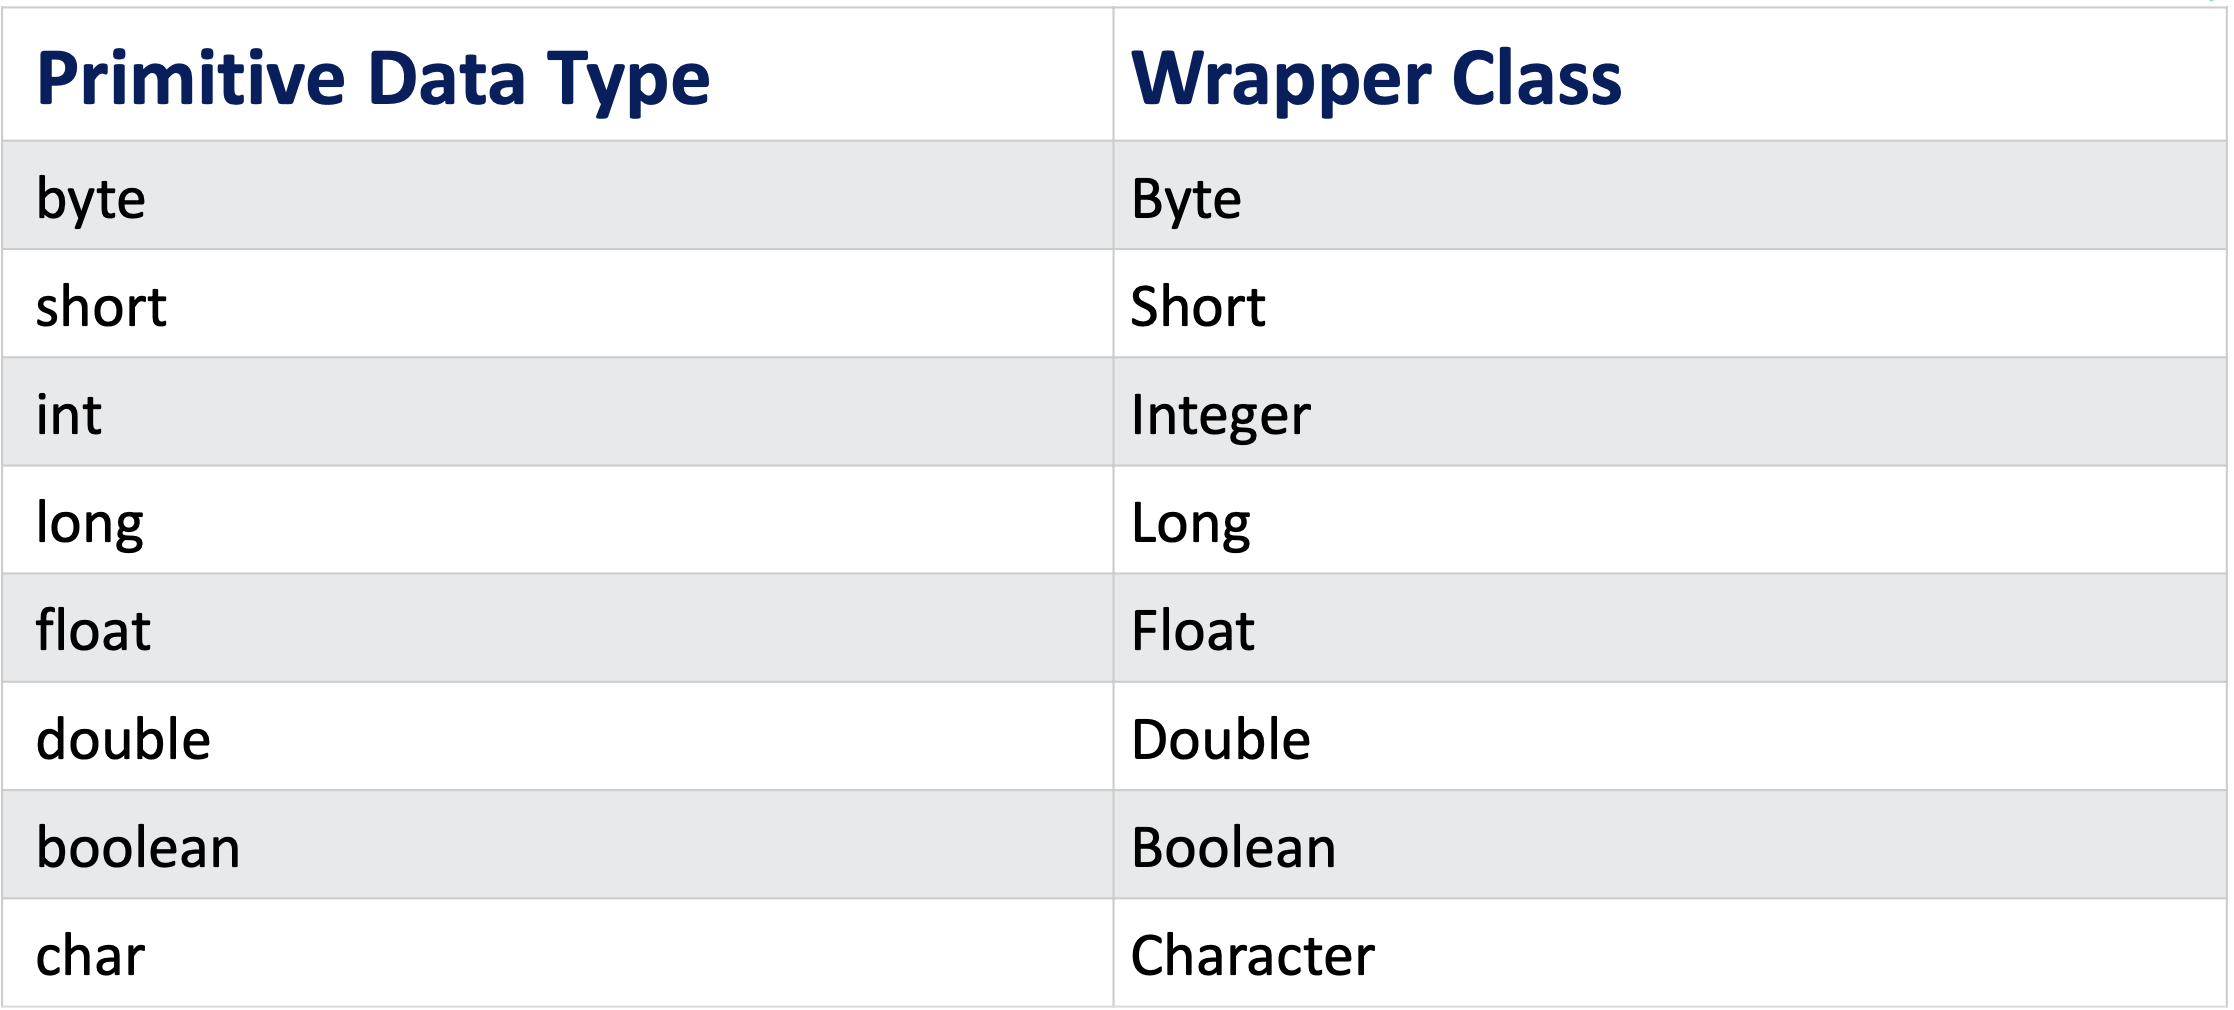 Primitive Data Type Wrapper Class
byte Byte
short Short
int Integer
long Long
float Float
double Double
boolean Boolean
char Character